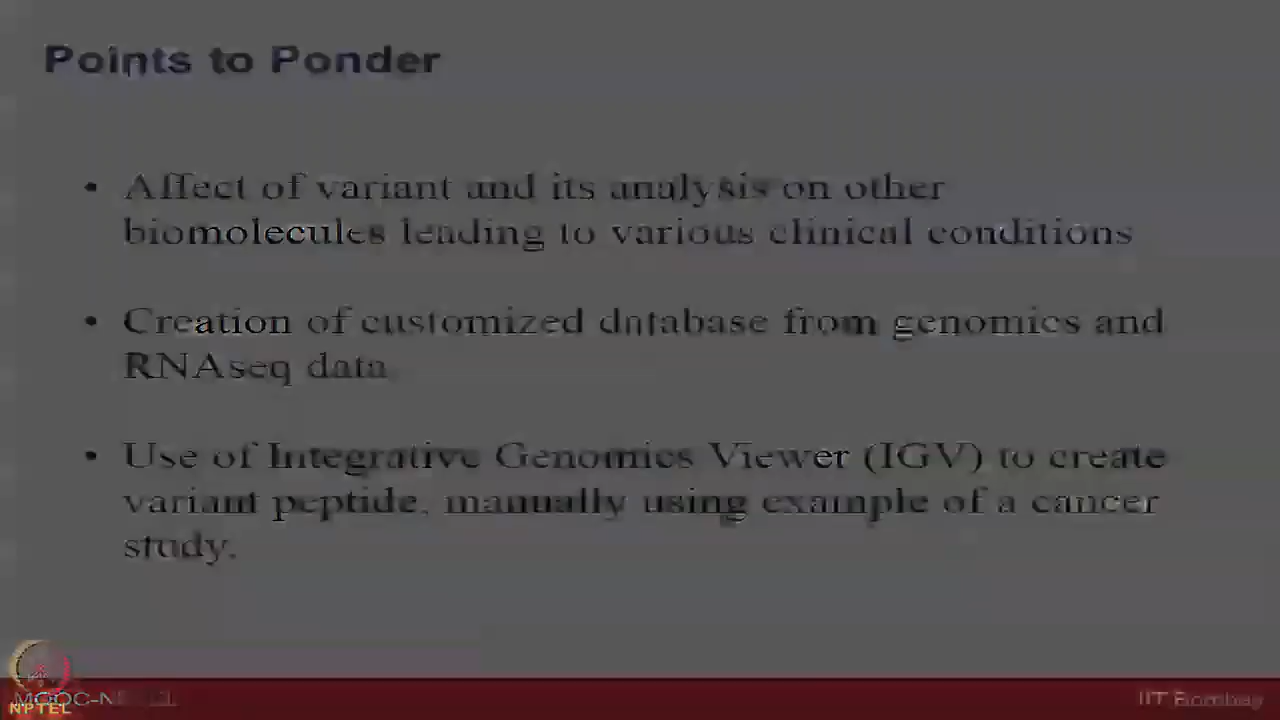 Points to Ponder
• Affect of variant and its analysis on other
biomolecules leading to various clinical conditions
• Creation of customized database from genomics and
RNAseq data.
• Use of Integrative Genomics Viewer (IGV) to create
variant peptide, manually using example of a cancer
study.
MOOC-NPTEL
NPTEL
IIT Bombay